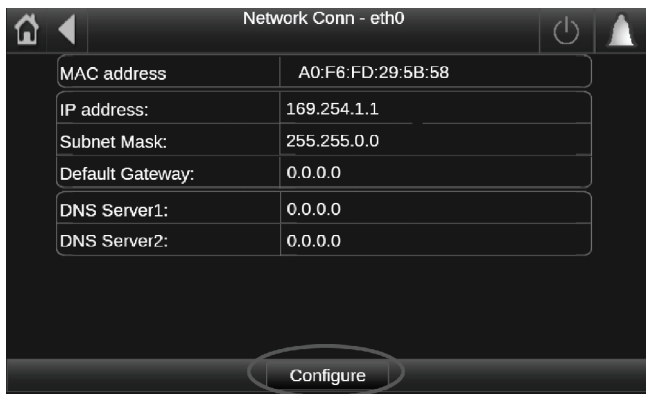 Network Conn - eth0
MAC address A0:F6:FD:29:5B:58
IP address: 169.254.1.1
Subnet Mask: 255.255.0.0
Default Gateway: 0.0.0.0
DNS Server1: 0.0.0.0
DNS Server2: 0.0.0.0
Configure